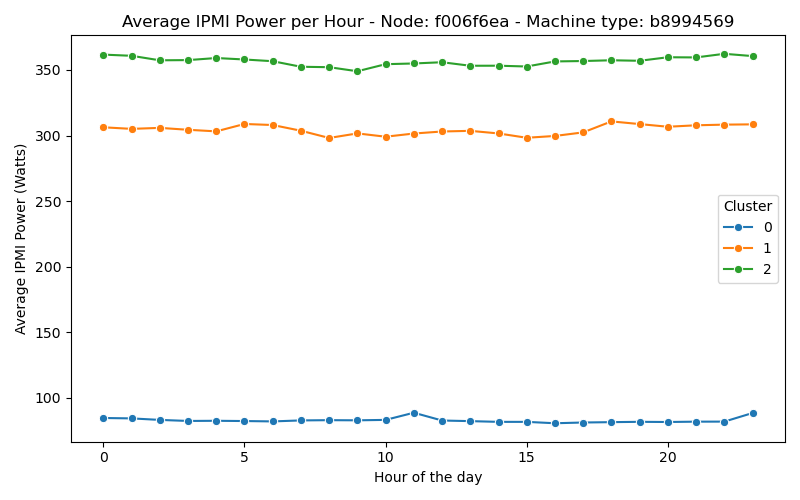 Average IPMI Power per Hour - Node: f006f6ea - Machine type: b8994569
Average IPMI Power (Watts)
350
300
250
200
150
100
0 5 10 15 20
Hour of the day
Cluster
0
1
2